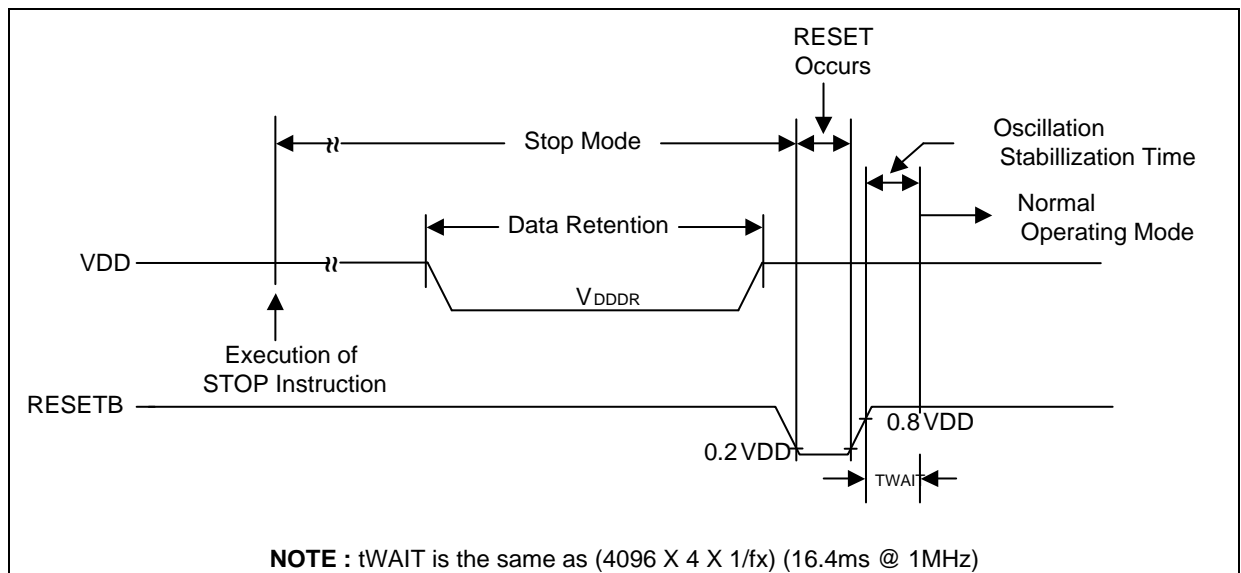 RESET
Occurs
Oscillation
Stabillization Time
Stop Mode
Normal
Operating Mode
Data Retention
VDD
VDDDR
Execution of
STOP Instruction
RESETB
0.8 VDD
0.2 VDD
TWAIT
NOTE : tWAIT is the same as (4096 X 4 X 1/fx) (16.4ms @ 1MHz)